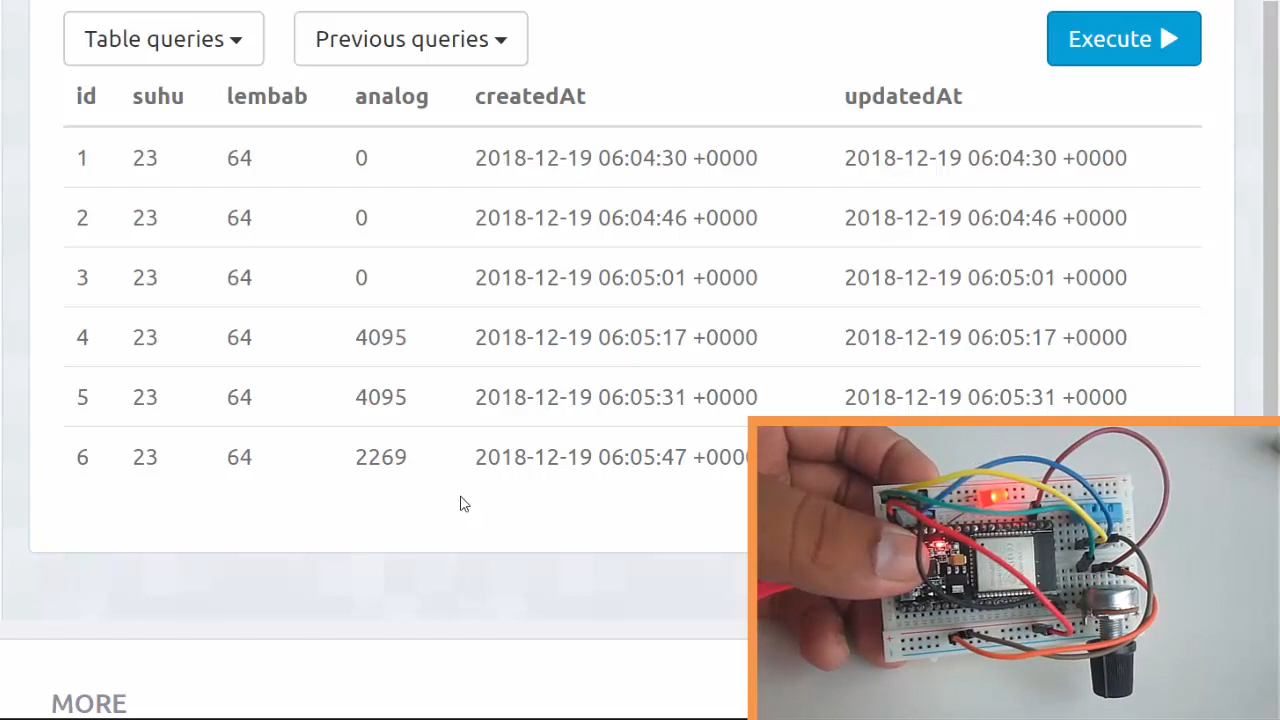 Table queries Previous queries Execute
id suhu lembab analog createdAt updatedAt
1 23 64 0 2018-12-19 06:04:30 +0000 2018-12-19 06:04:30 +0000
2 23 64 0 2018-12-19 06:04:46 +0000 2018-12-19 06:04:46 +0000
3 23 64 0 2018-12-19 06:05:01 +0000 2018-12-19 06:05:01 +0000
4 23 64 4095 2018-12-19 06:05:17 +0000 2018-12-19 06:05:17 +0000
5 23 64 4095 2018-12-19 06:05:31 +0000 2018-12-19 06:05:31 +0000
6 23 64 2269 2018-12-19 06:05:47 +0000
MORE